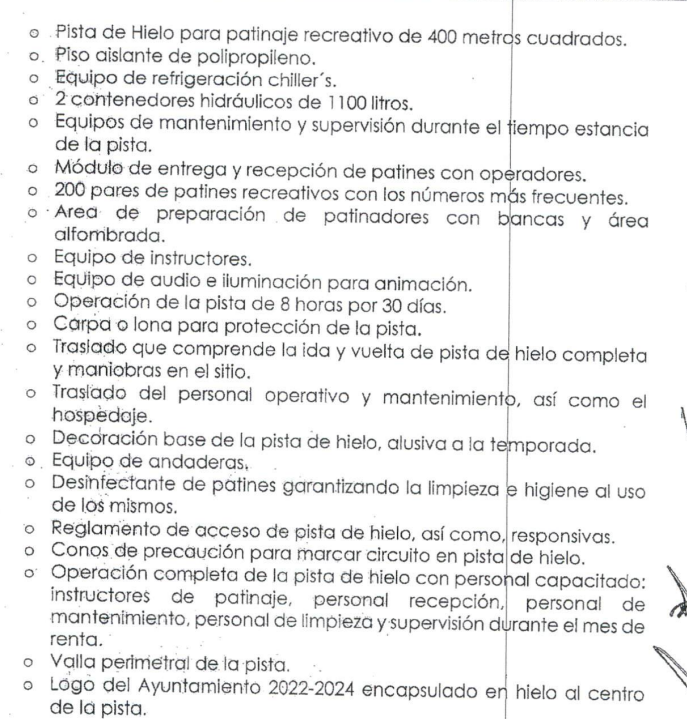 o Pista de Hielo para patinaje recreativo de 400 metros cuadrados.
o Piso aislante de polipropileno.
o Equipo de refrigeración chiller´s.
o 2 contenedores hidráulicos de 1100 litros.
o Equipos de mantenimiento y supervisión durante el tiempo estancia
de la pista.
o Módulo de entrega y recepción de patines con operadores.
o 200 pares de patines recreativos con los números más frecuentes.
o Area de preparación de patinadores con bancas y área
alfombrada.
o Equipo de instructores.
o Equipo de audio e iluminación para animación.
o Operación de la pista de 8 horas por 30 días.
o Carpa o lona para protección de la pista.
o Traslado que comprende la ida y vuelta de pista de hielo completa
y maniobras en el sitio.
o Traslado del personal operativo y mantenimiento, así como el
hospedaje.
o Decoración base de la pista de hielo, alusiva a la temporada.
o Equipo de andaderas.
o Desinfectante de patines garantizando la limpieza e higiene al uso
de los mismos.
o Reglamento de acceso de pista de hielo, así como, responsivas.
o Conos de precaución para marcar circuito en pista de hielo.
o Operación completa de la pista de hielo con personal capacitado:
instructores de patinaje, personal recepción, personal de
mantenimiento, personal de limpieza y supervisión durante el mes de
renta.
o Valla perimetral de la pista.
o Logo del Ayuntamiento 2022-2024 encapsulado en hielo al centro
de la pista.